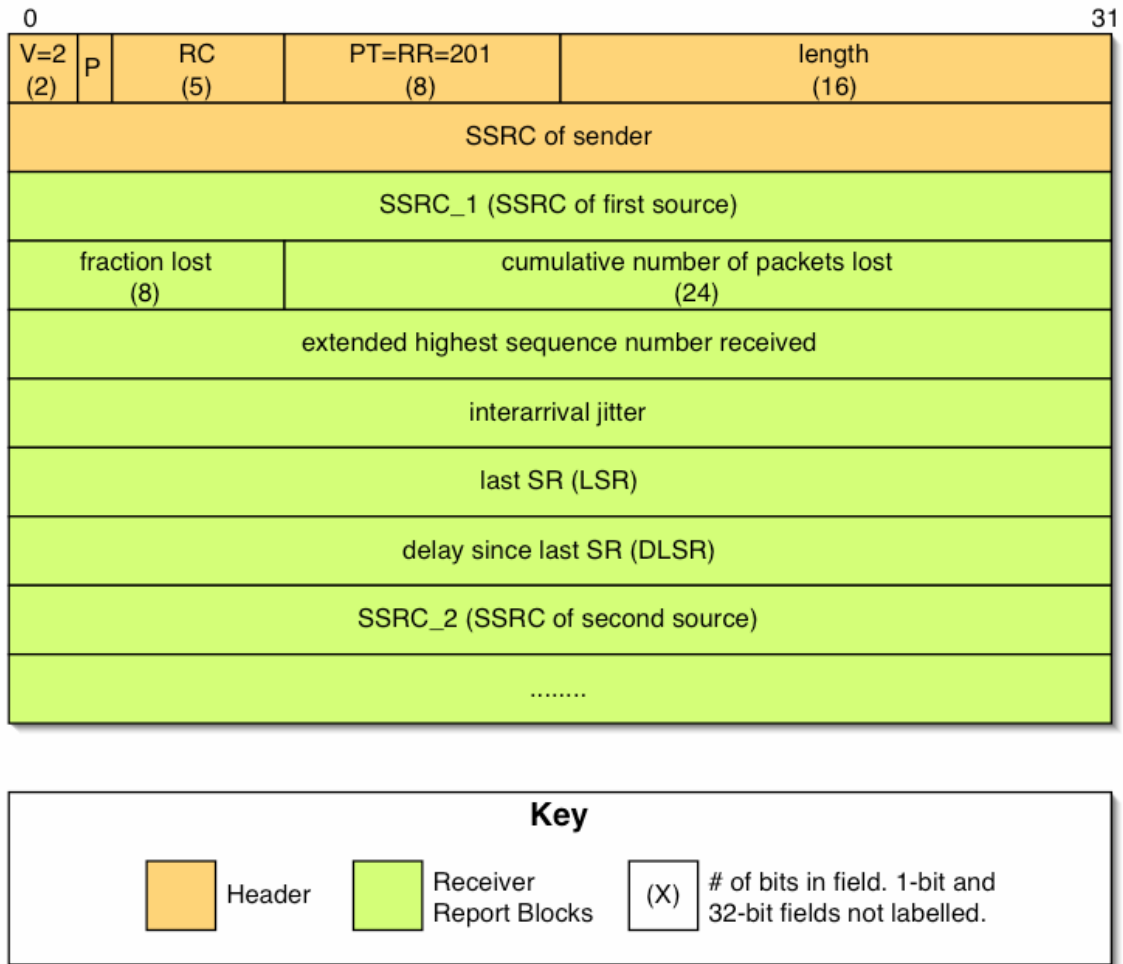 0 31
V=2 P RC PT=RR=201 length
(2) (5) (8) (16)
SSRC of sender
SSRC_1 (SSRC of first source)
fraction lost cumulative number of packets lost
(8) (24)
extended highest sequence number received
interarrival jitter
last SR (LSR)
delay since last SR (DLSR)
SSRC_2 (SSRC of second source)
........
Key
Header
Receiver
Report Blocks
(X)
# of bits in field. 1-bit and
32-bit fields not labelled.